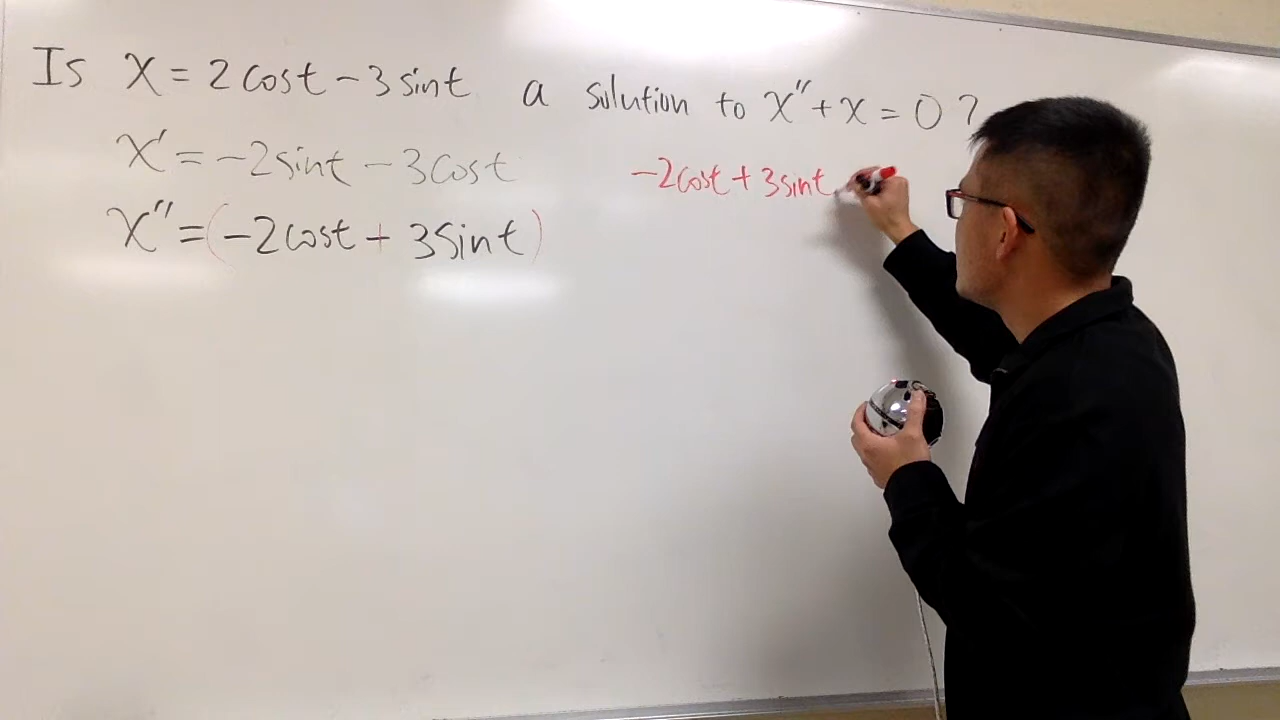 Is x = 2cost - 3sint a solution to x″ + x = 0 ?
x′ = -2sint - 3cost
-2cost + 3sint
x″ = (-2cost + 3sint)